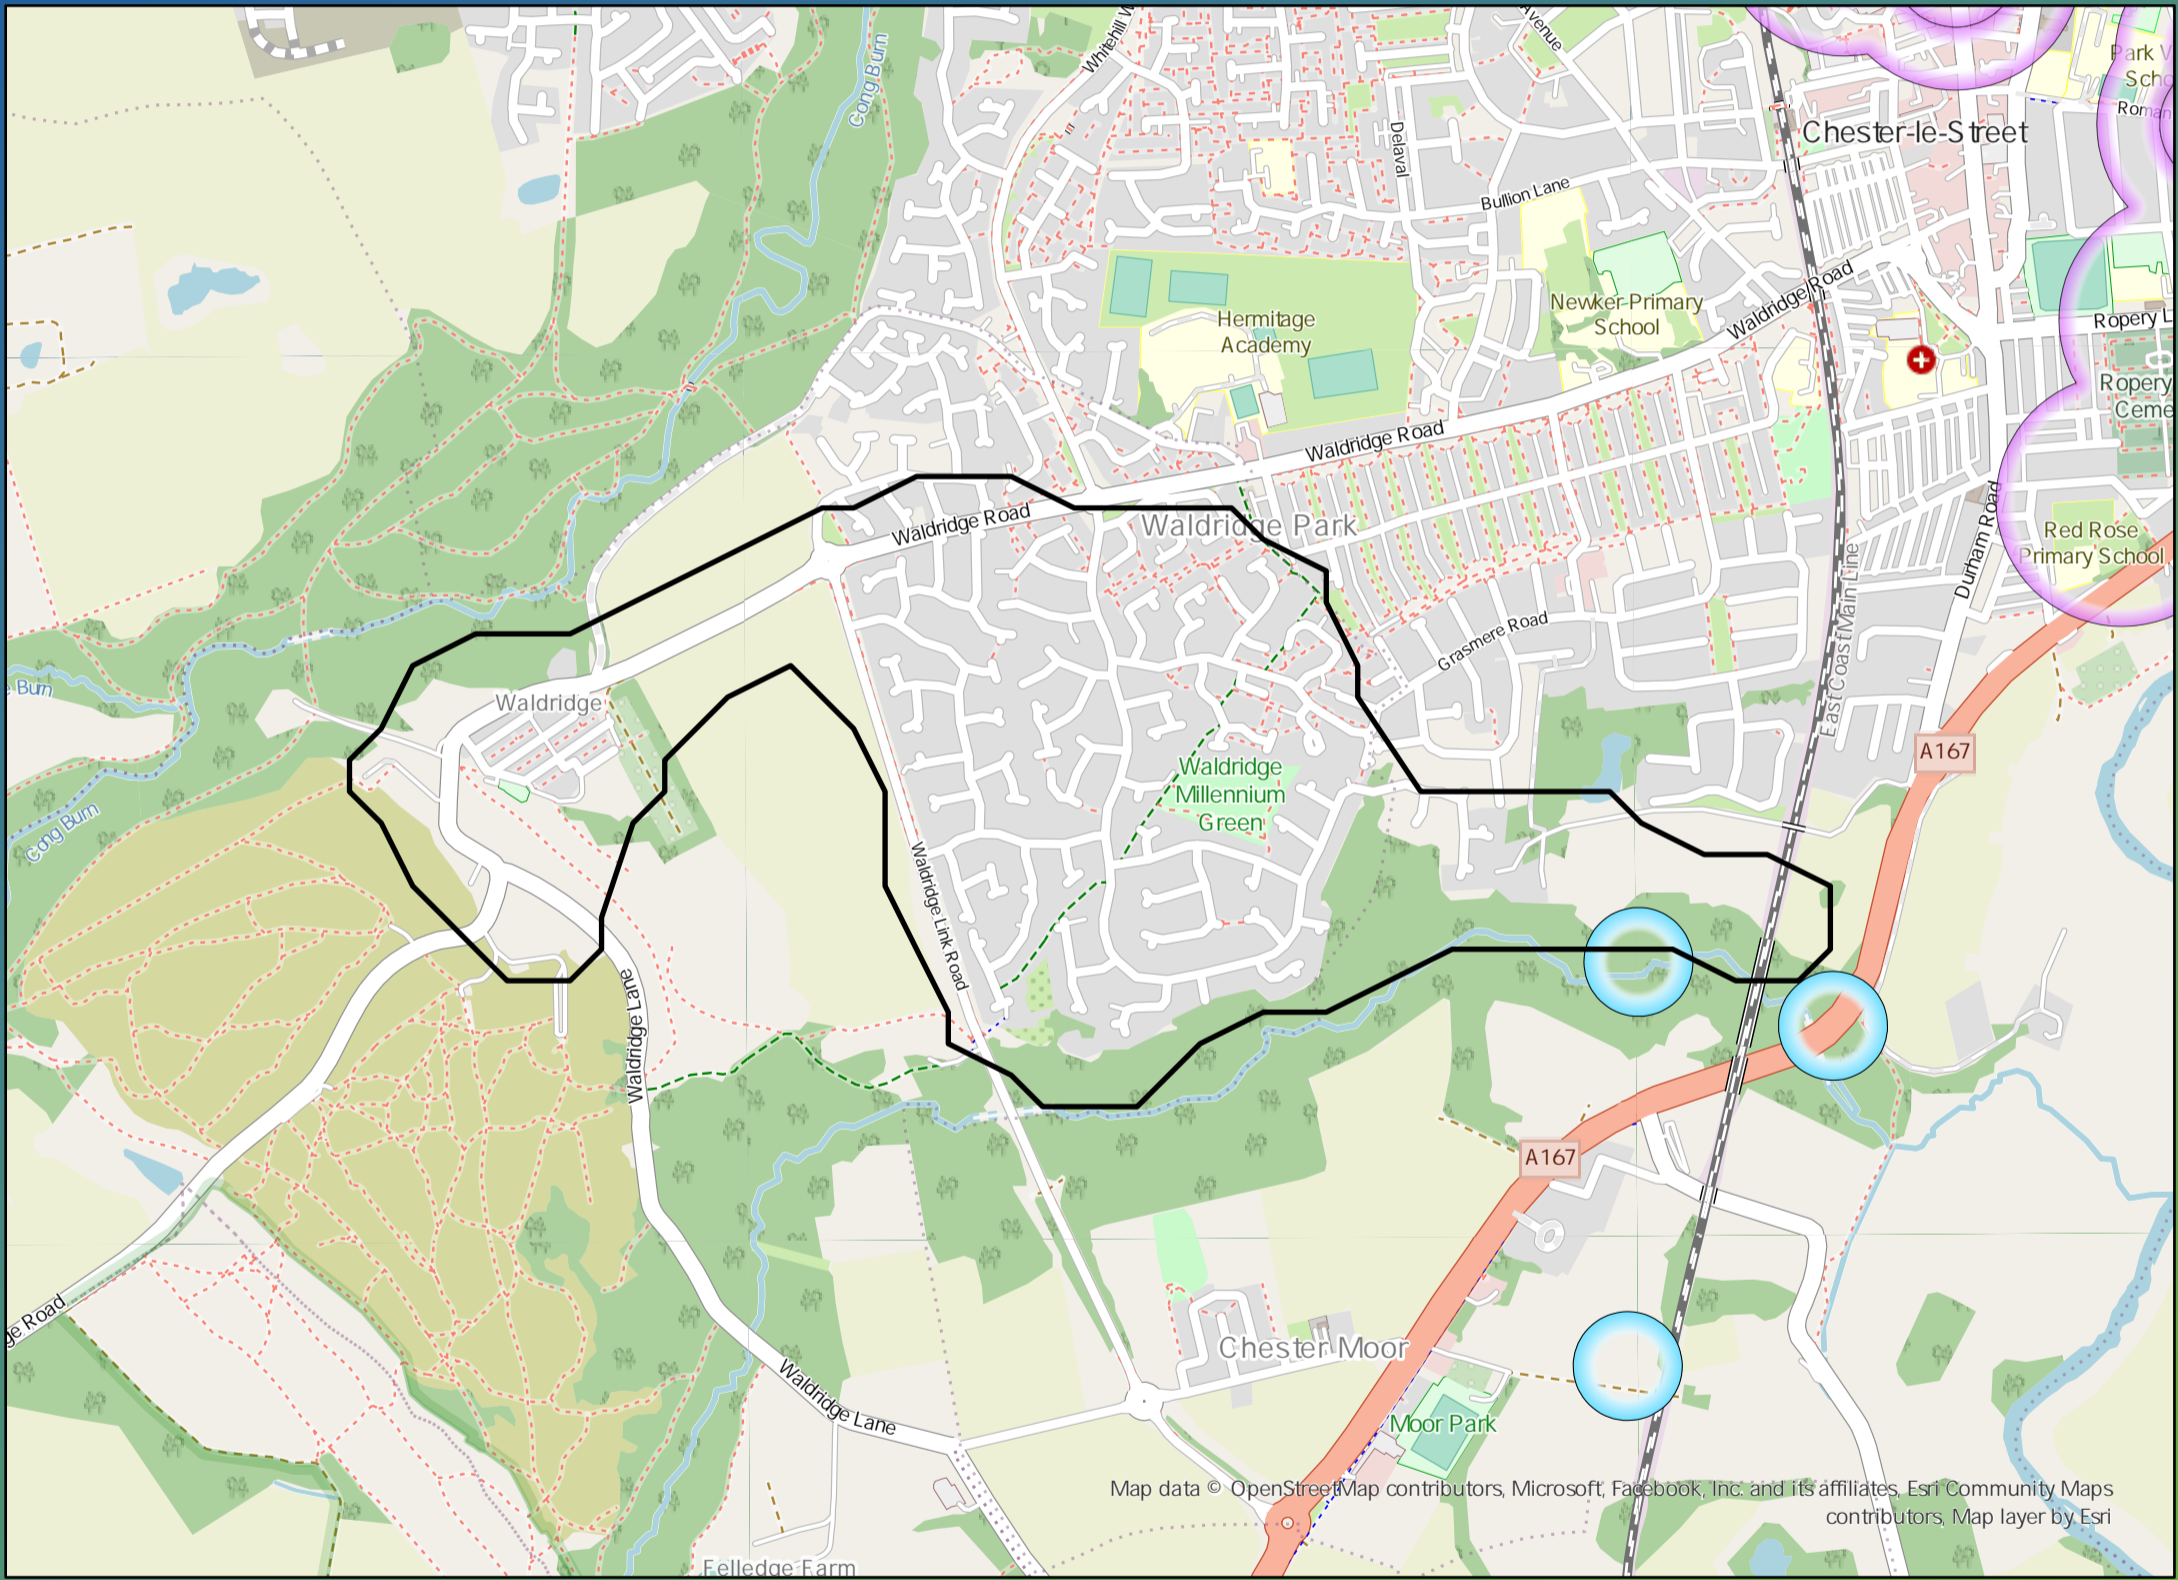 Whitehill W
Avenue
Cong Burn
Delaval
Bullion Lane
Chester-le-Street
Park V
Scho
Roman
Hermitage
Academy
Newker Primary
School
Waldridge Road
Ropery L
Ropery
Ceme
Waldridge Road
Waldridge Road
Waldridge Park
Durham Road
Red Rose
Primary School
East Coast Main Line
Grasmere Road
e Burn
Waldridge
A167
Waldridge
Millennium
Green
Cong Burn
Waldridge Link Road
Waldridge Lane
A167
ge Road
Chester Moor
Waldridge Lane
Moor Park
Map data © OpenStreetMap contributors, Microsoft, Facebook, Inc. and its affiliates, Esri Community Maps
contributors, Map layer by Esri
Felledge Farm